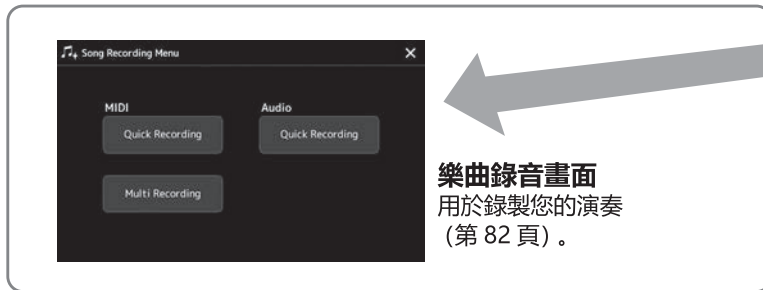 Song Recording Menu
MIDI
Audio
Quick Recording
Quick Recording
Multi Recording
樂曲錄音畫面
用於錄製您的演奏
(第 82 頁)。